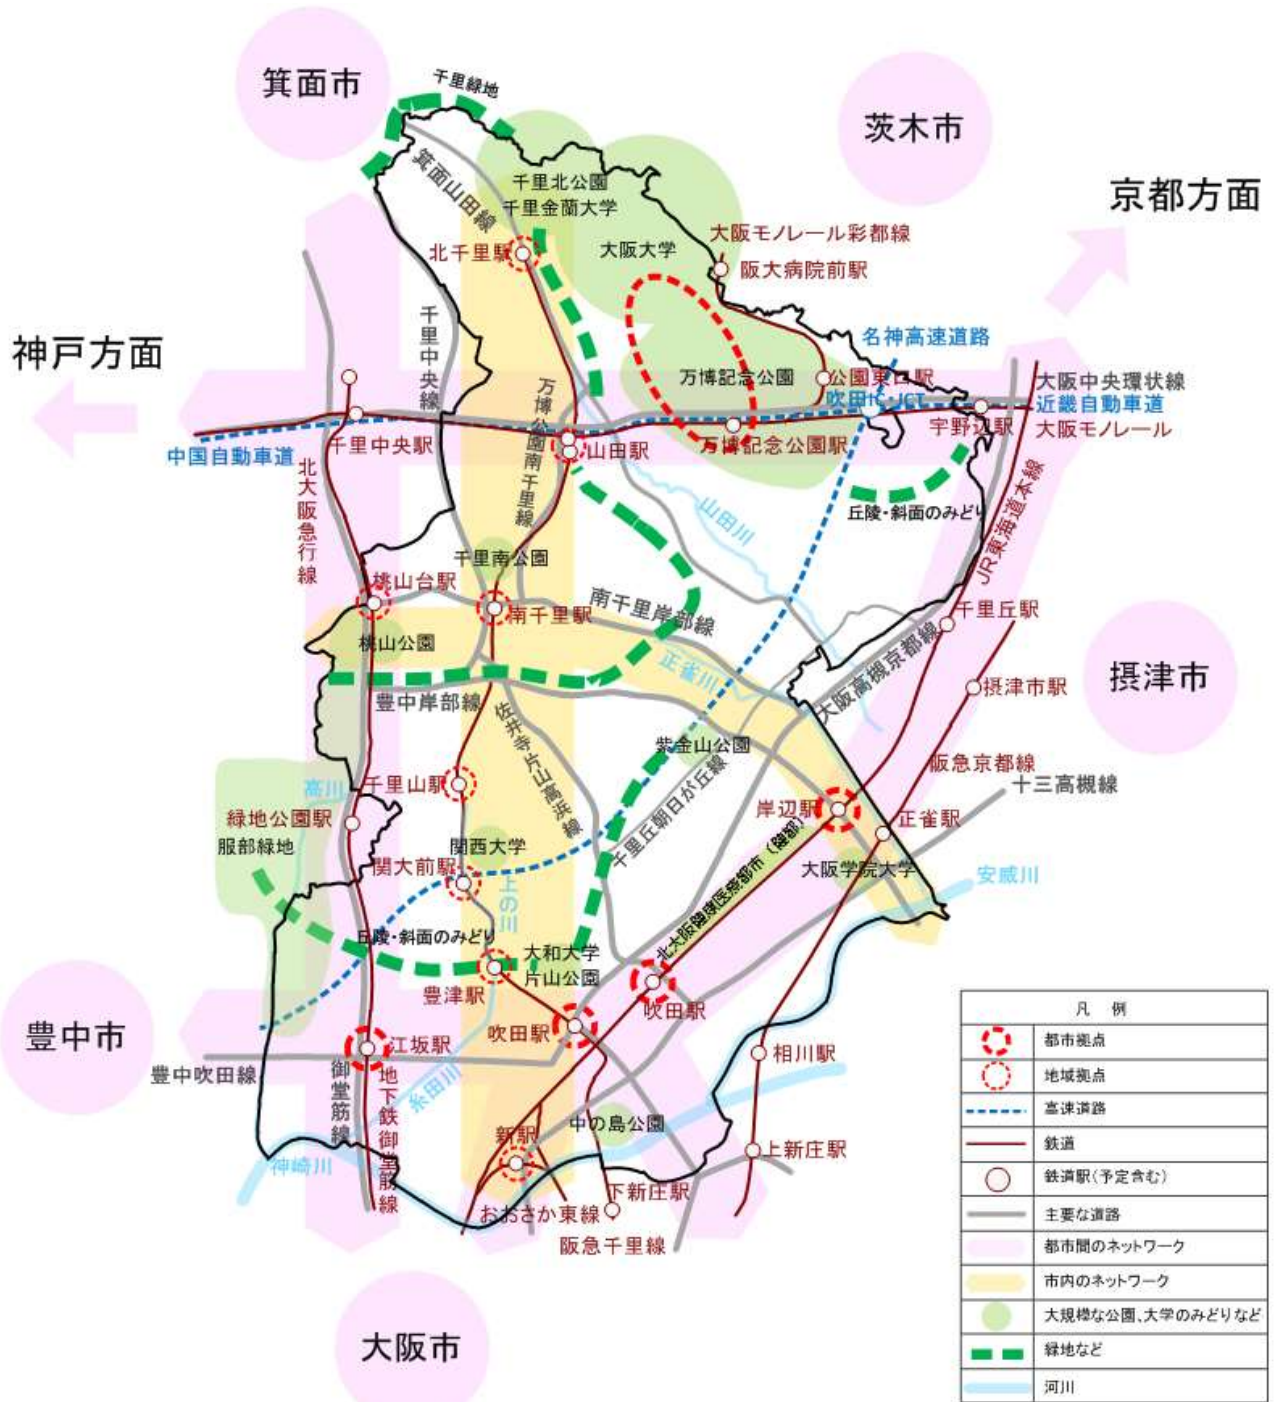 箕面市
千里緑地
茨木市
京都方面
箕面山田線
千里北公園
千里金蘭大学
北千里駅
大阪大学
大阪モノレール彩都線
阪大病院前駅
神戸方面
千里中央線
名神高速道路
万博記念公園
公園東口駅
大阪中央環状線
吹田IC・JCT
近畿自動車道
宇野辺駅
大阪モノレール
万博公園南千里線
中国自動車道
千里中央駅
山田駅
万博記念公園駅
北大阪急行線
山田川
丘陵・斜面のみどり
JR東海道本線
千里南公園
桃山台駅
南千里駅
南千里岸部線
千里丘駅
桃山公園
正雀川
大阪高槻京都線
摂津市
摂津市駅
豊中岸部線
佐井寺片山高浜線
紫金山公園
千里丘朝日が丘線
阪急京都線
十三高槻線
高川
千里山駅
緑地公園駅
岸辺駅
正雀駅
服部緑地
関西大学
関大前駅
上の川
北大阪健康医療都市（健都）
大阪学院大学
安威川
丘陵・斜面のみどり
大和大学
片山公園
豊津駅
吹田駅
吹田駅
豊中市
江坂駅
相川駅
豊中吹田線
御堂筋線
地下鉄御堂筋線
糸田川
中の島公園
新駅
神崎川
上新庄駅
下新庄駅
おおさか東線
阪急千里線
大阪市
凡 例
都市拠点
地域拠点
高速道路
鉄道
鉄道駅(予定含む)
主要な道路
都市間のネットワーク
市内のネットワーク
大規模な公園、大学のみどりなど
緑地など
河川